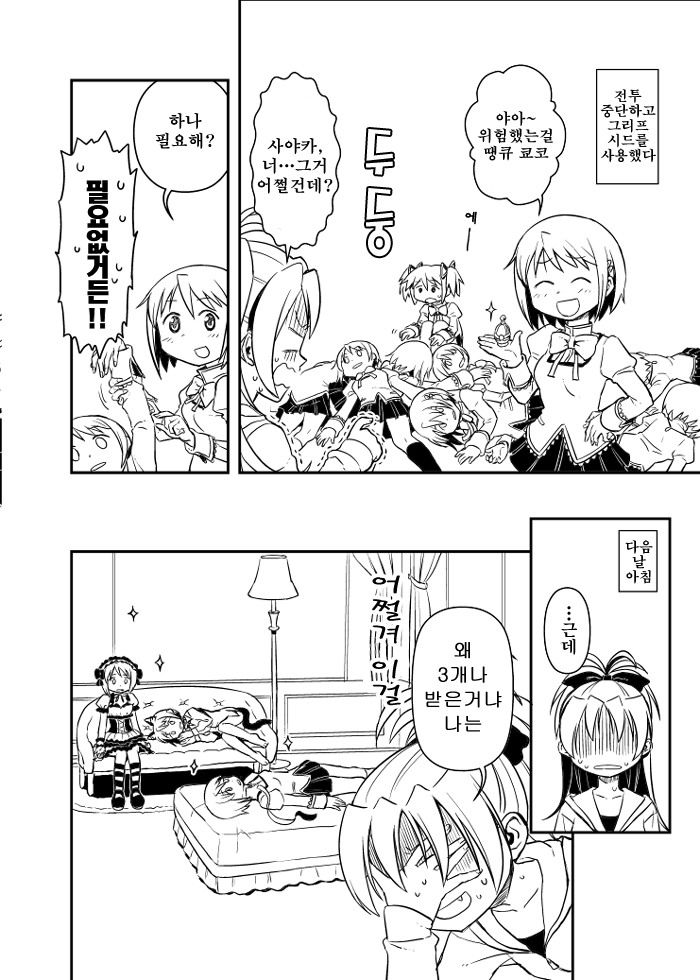 전투
중단하고
그리프
시드를
사용했다
야아~
위험했는걸
땡큐 쿄코
에
두둥
사야카,
너…그거
어쩔건데?
하나
필요해?
필요없거든!!
다음
날
아침
…근데
왜
3개나
받은거냐
나는
어쩔겨 이걸